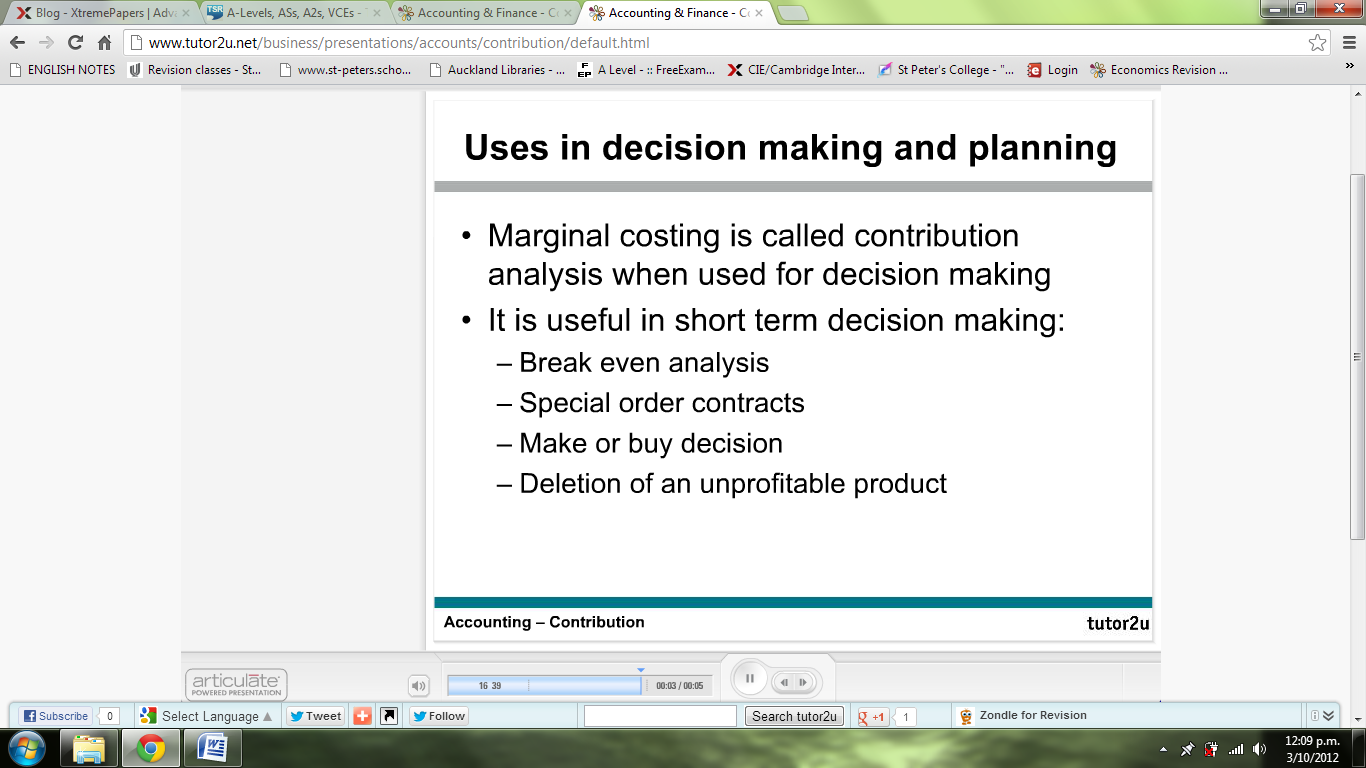 Blog - XtremePapers | Adva
A-Levels, ASs, A2s, VCEs - T
Accounting & Finance - Co
Accounting & Finance - Co
www.tutor2u.net/business/presentations/accounts/contribution/default.html
ENGLISH NOTES
Revision classes - St...
www.st-peters.scho...
Auckland Libraries - ...
A Level - :: FreeExam...
CIE/Cambridge Inter...
St Peter's College - "...
Login
Economics Revision ...
Uses in decision making and planning
• Marginal costing is called contribution
analysis when used for decision making
• It is useful in short term decision making:
– Break even analysis
– Special order contracts
– Make or buy decision
– Deletion of an unprofitable product
Accounting – Contribution
tutor2u
articulate
POWERED PRESENTATION
16 39
00:03 / 00:05
Subscribe
0
Select Language
Tweet
Follow
Search tutor2u
+1
1
Zondle for Revision
12:09 p.m.
3/10/2012